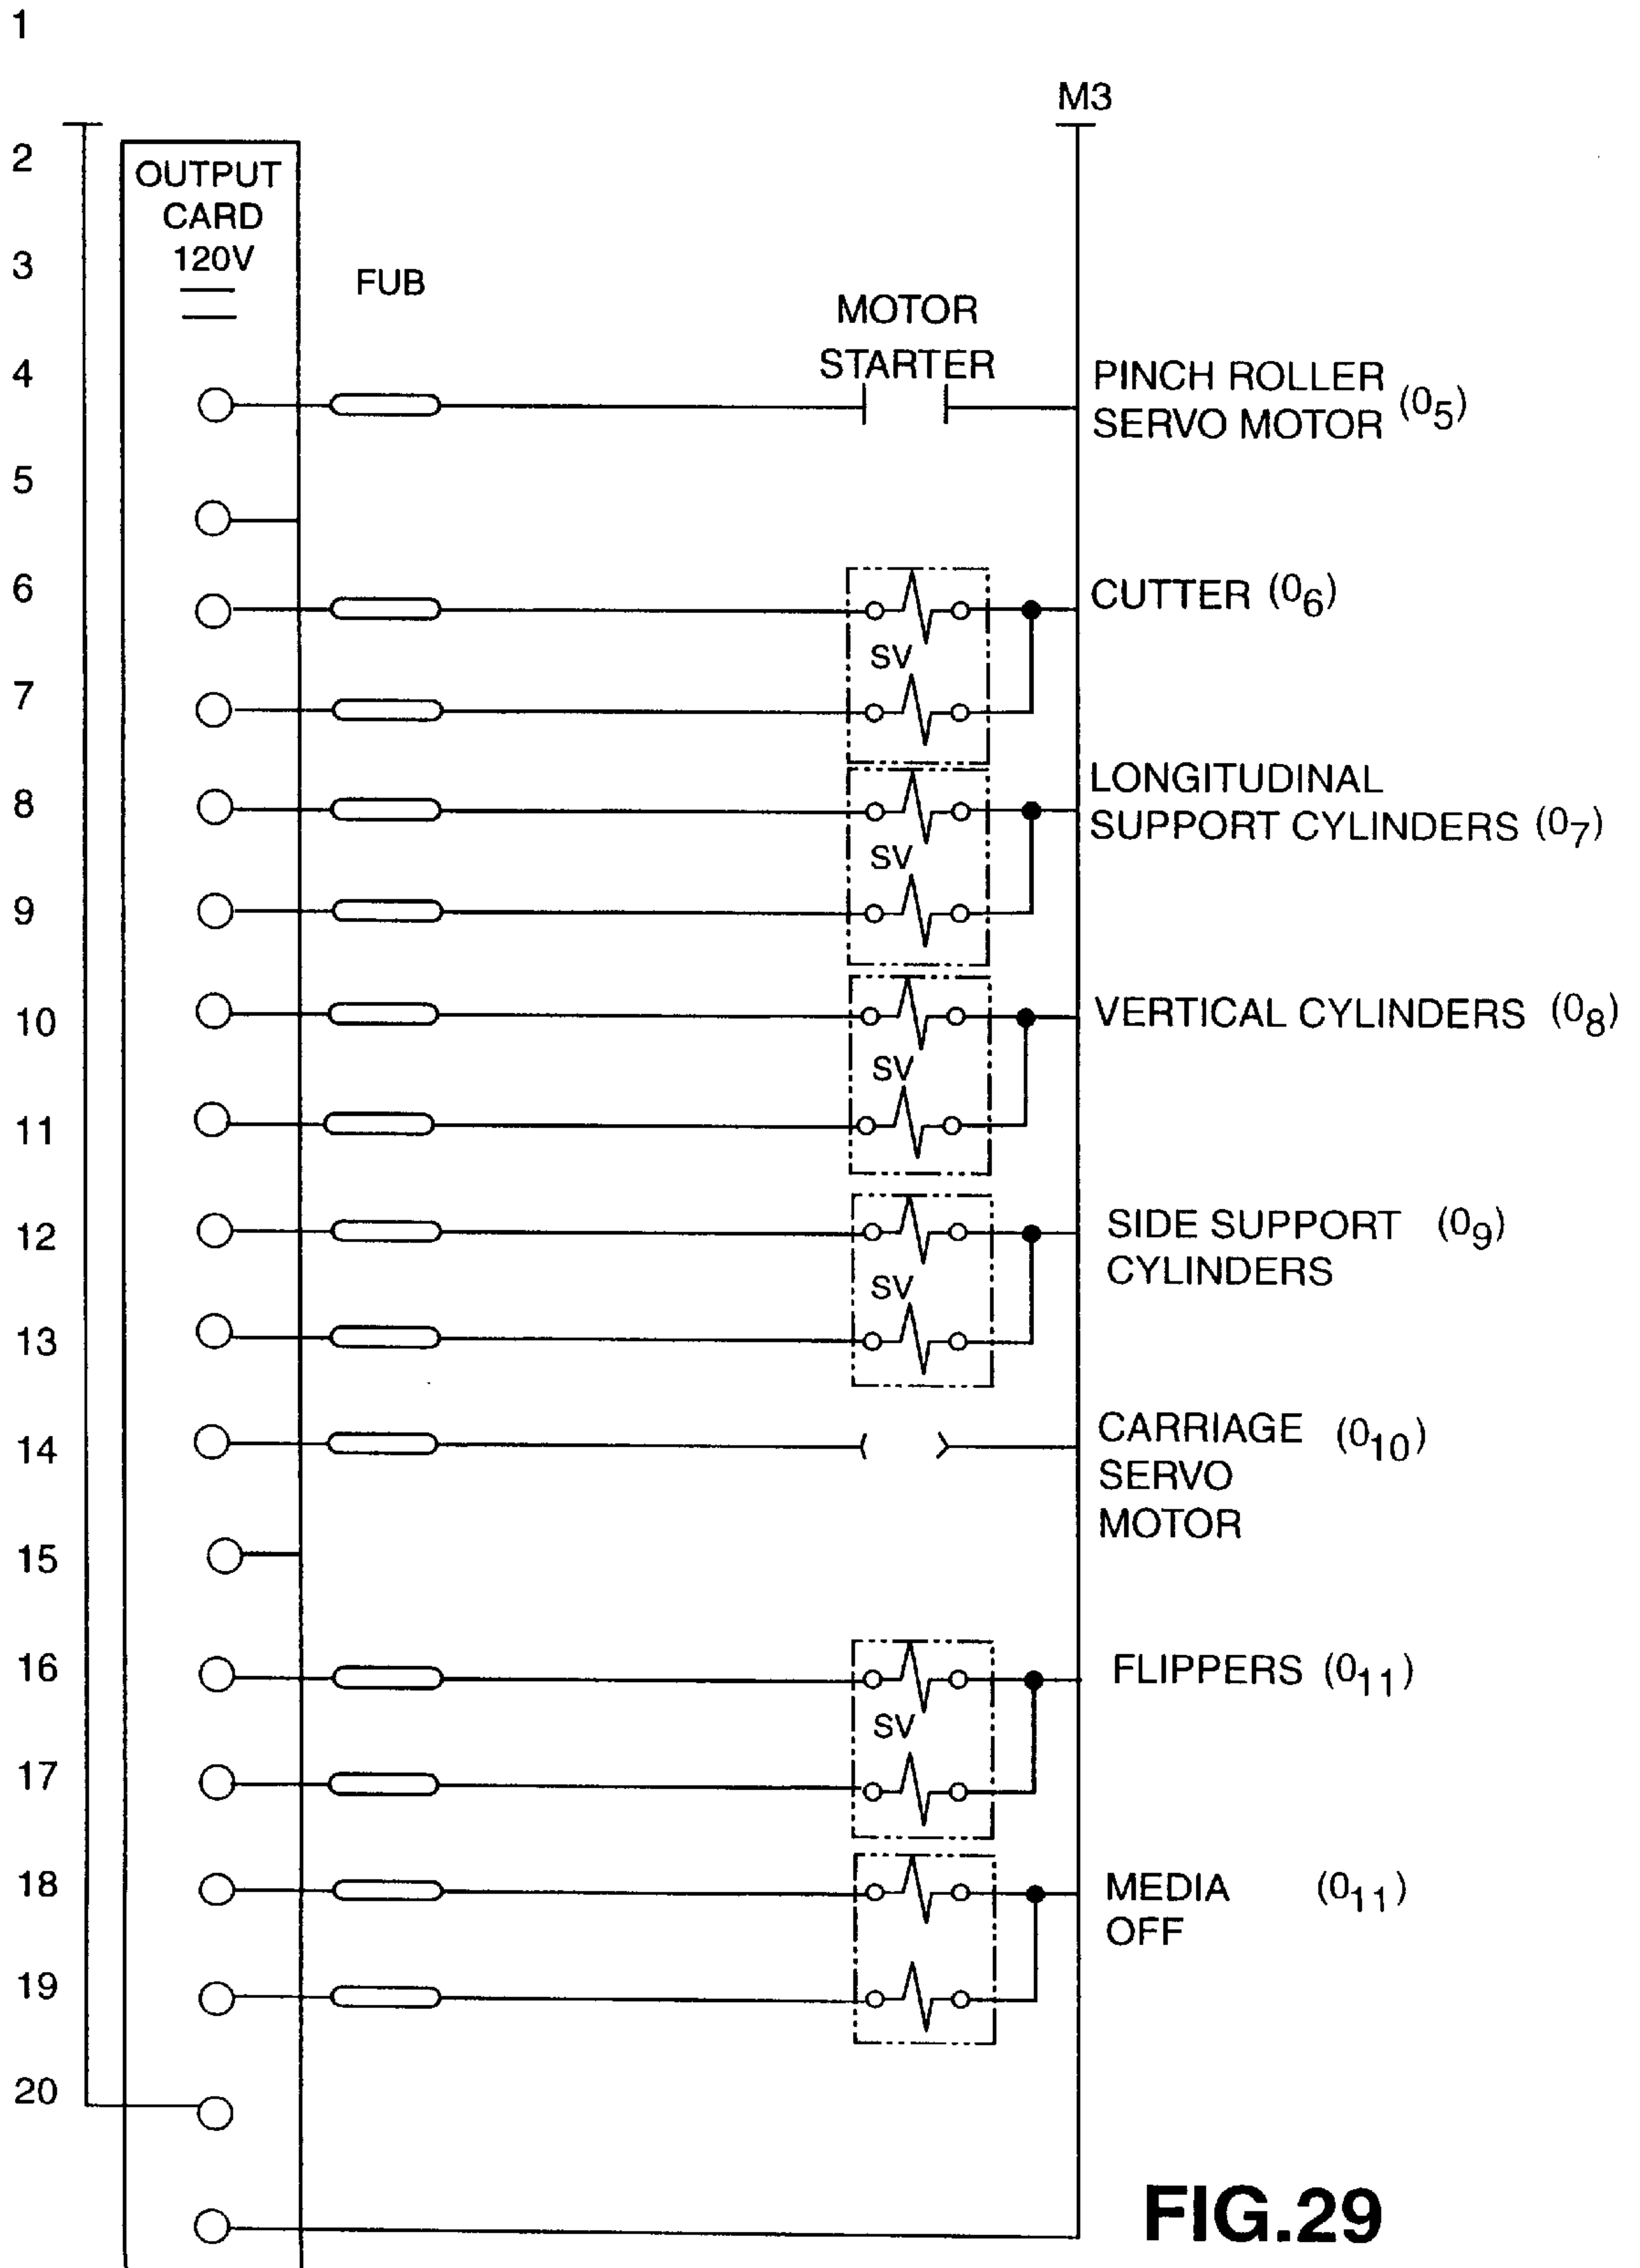 1
M3
2
OUTPUT
CARD
120V
3
FUB
MOTOR
STARTER
4
PINCH ROLLER
SERVO MOTOR (0₅)
5
6
CUTTER (0₆)
SV
7
LONGITUDINAL
SUPPORT CYLINDERS (0₇)
8
SV
9
10
VERTICAL CYLINDERS (0₈)
SV
11
12
SIDE SUPPORT (0₉)
CYLINDERS
SV
13
14
CARRIAGE (0₁₀)
SERVO
MOTOR
15
16
FLIPPERS (0₁₁)
SV
17
18
MEDIA (0₁₁)
OFF
19
20
FIG.29